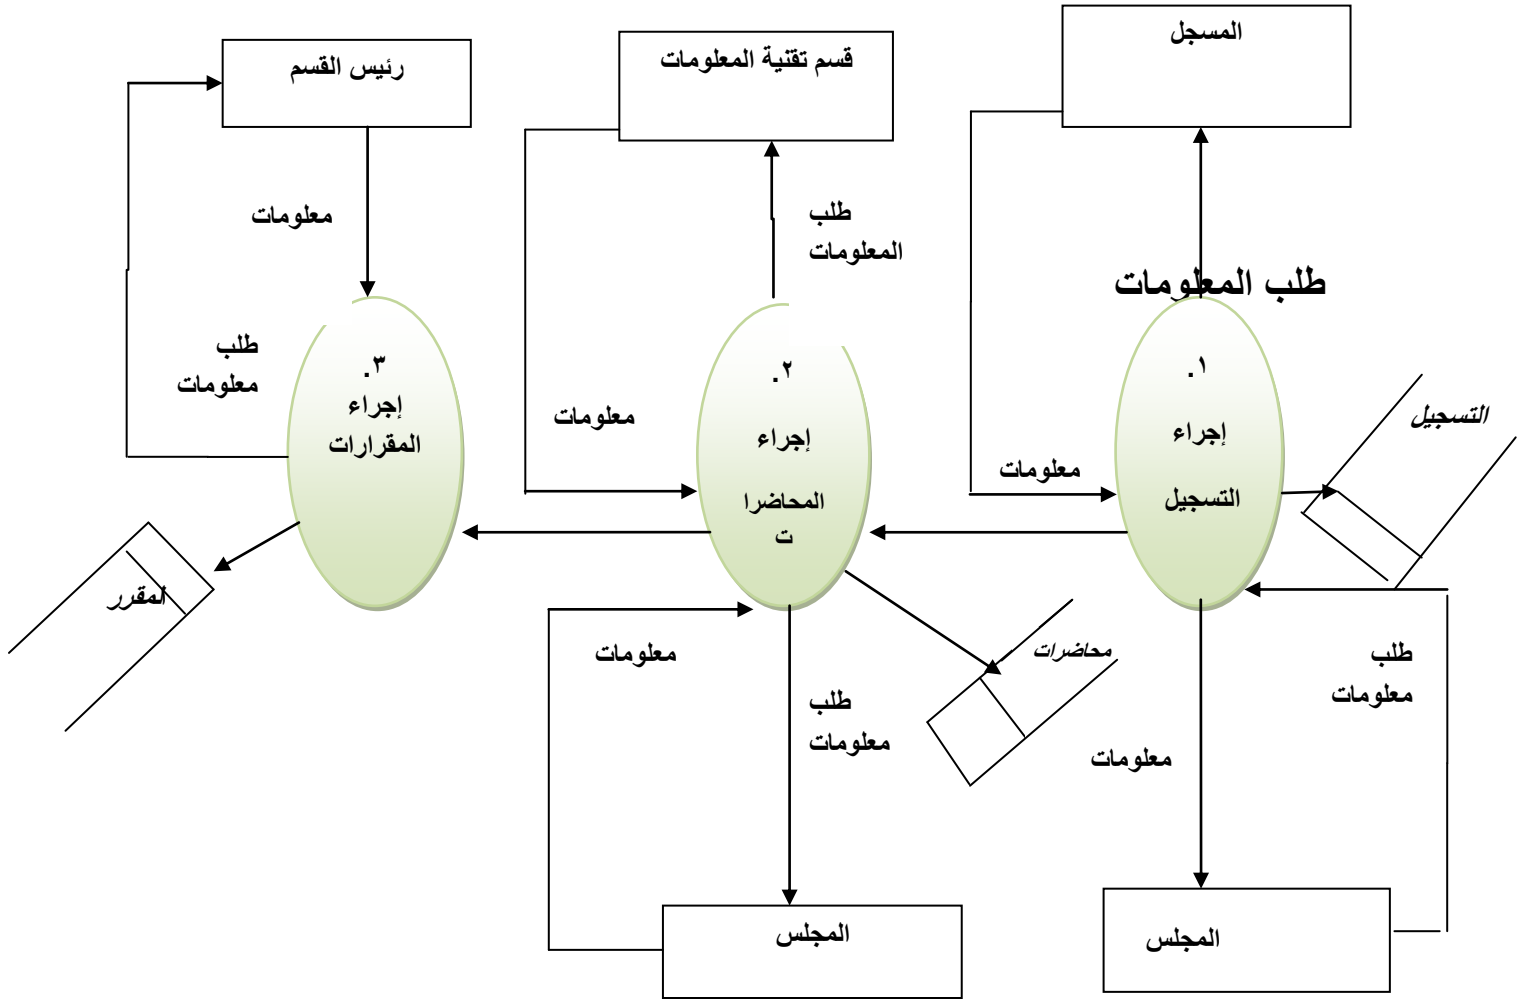 المسجل
قسم تقنية المعلومات
رئيس القسم
طلب
المعلومات
معلومات
طلب المعلومات
طلب
معلومات
.١
إجراء
التسجيل
.٢
إجراء
المحاضرا
ت
.٣
إجراء
المقرارات
التسجيل
معلومات
معلومات
المقرر
محاضرات
طلب
معلومات
معلومات
طلب
معلومات
معلومات
المجلس
المجلس